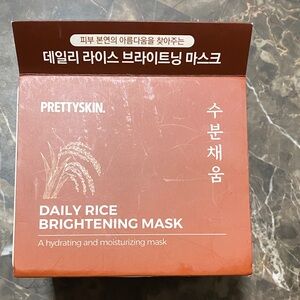 피부 본연의 아름다움을 찾아주는
데일리 라이스 브라이트닝 마스크
PRETTYSKIN.
수분채움
DAILY RICE
BRIGHTENING MASK
A hydrating and moisturizing mask